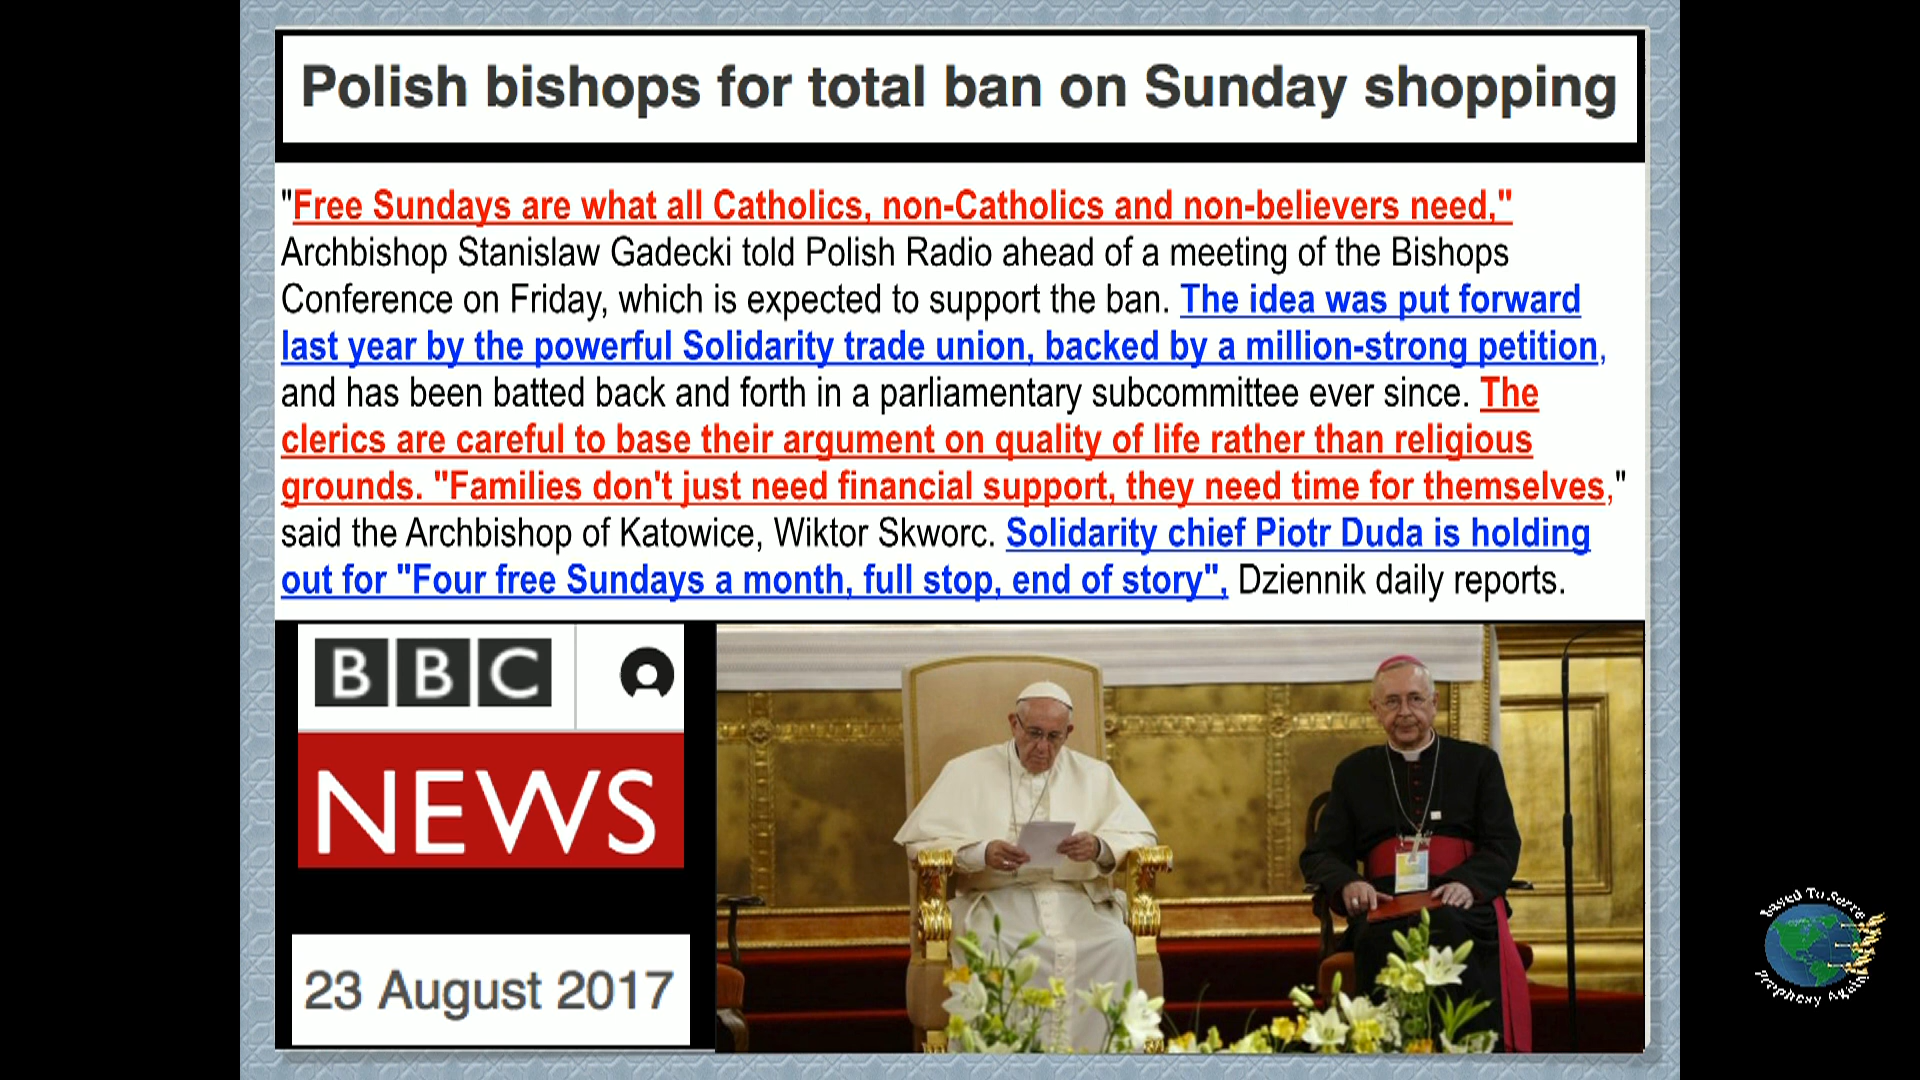 Polish bishops for total ban on Sunday shopping
"Free Sundays are what all Catholics, non-Catholics and non-believers need,"
Archbishop Stanislaw Gadecki told Polish Radio ahead of a meeting of the Bishops
Conference on Friday, which is expected to support the ban. The idea was put forward
last year by the powerful Solidarity trade union, backed by a million-strong petition,
and has been batted back and forth in a parliamentary subcommittee ever since. The
clerics are careful to base their argument on quality of life rather than religious
grounds. "Families don't just need financial support, they need time for themselves,"
said the Archbishop of Katowice, Wiktor Skworc. Solidarity chief Piotr Duda is holding
out for "Four free Sundays a month, full stop, end of story", Dziennik daily reports.
BBC
NEWS
23 August 2017
To Serve
Prophesy Again